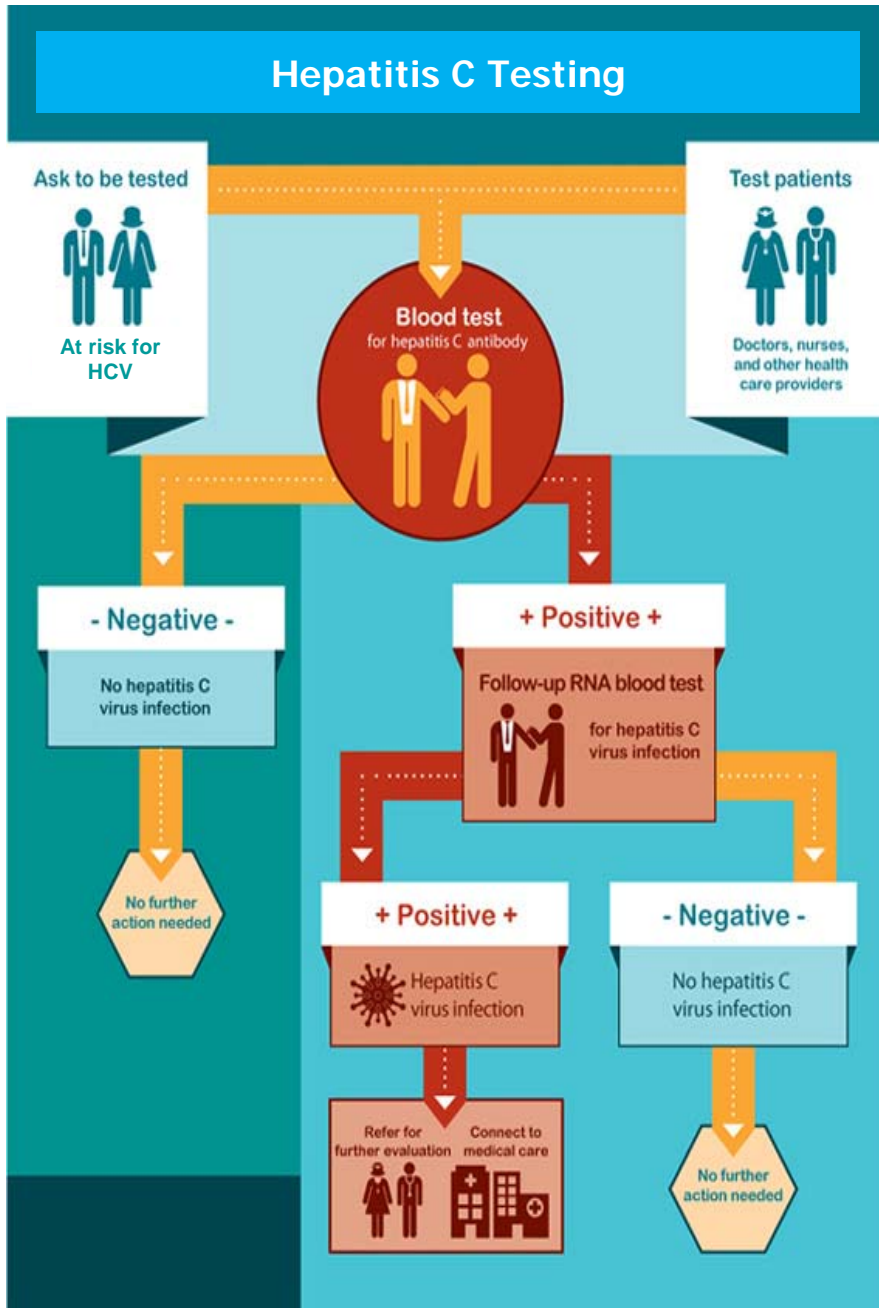 Hepatitis C Testing
Ask to be tested
At risk for
HCV
Test patients
Doctors, nurses,
and other health
care providers
Blood test
for hepatitis C antibody
- Negative -
No hepatitis C
virus infection
No further
action needed
+ Positive +
Follow-up RNA blood test
for hepatitis C
virus infection
+ Positive +
Hepatitis C
virus infection
Refer for
further evaluation
Connect to
medical care
- Negative -
No hepatitis C
virus infection
No further
action needed